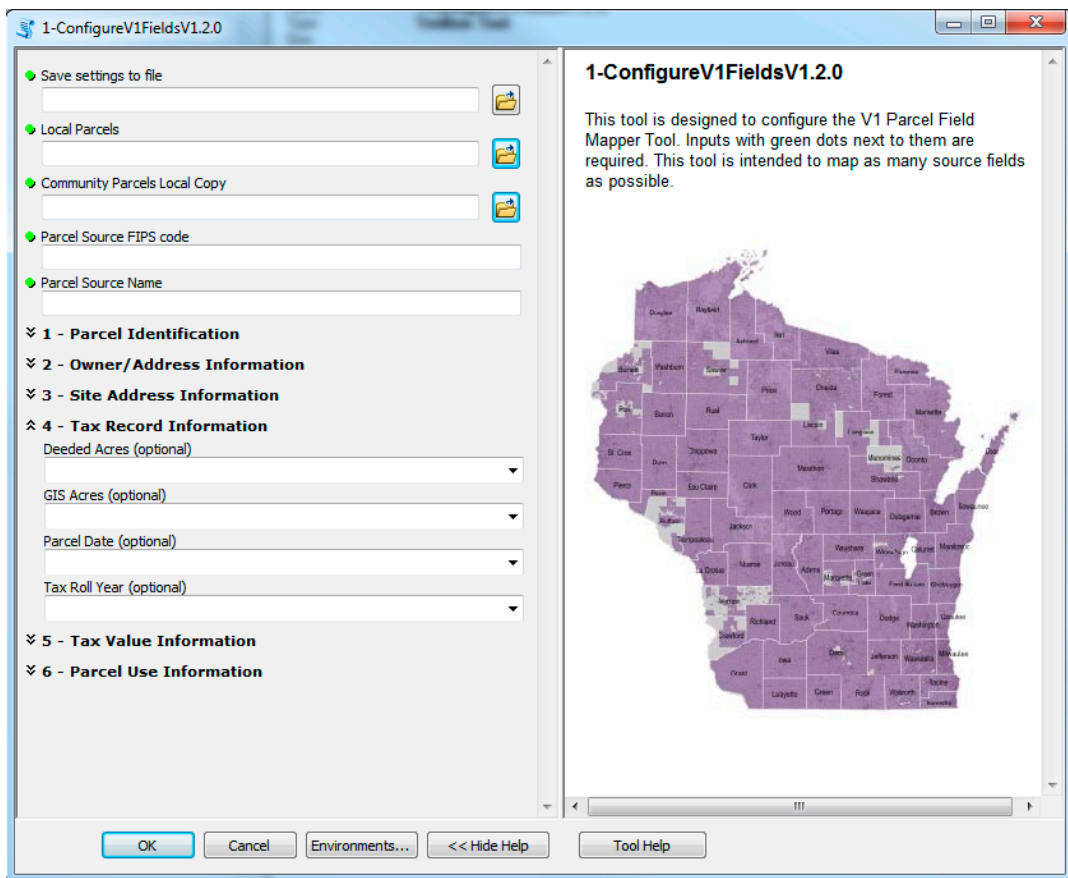 1-ConfigureV1FieldsV1.2.0
Save settings to file
Local Parcels
Community Parcels Local Copy
Parcel Source FIPS code
Parcel Source Name
1 - Parcel Identification
2 - Owner/Address Information
3 - Site Address Information
4 - Tax Record Information
Deeded Acres (optional)
GIS Acres (optional)
Parcel Date (optional)
Tax Roll Year (optional)
5 - Tax Value Information
6 - Parcel Use Information
1-ConfigureV1FieldsV1.2.0
This tool is designed to configure the V1 Parcel Field
Mapper Tool. Inputs with green dots next to them are
required. This tool is intended to map as many source fields
as possible.
Douglas Bayfield
Ashland Iron
Vilas
Burnett Washburn Sawyer
Florence
Price Oneida
Forest
Polk Barron Rusk
Marinette
Lincoln Langlade
Taylor
St. Croix Dunn Chippewa
Menominee Oconto
Marathon
Door
Pierce Pepin Eau Claire Clark
Shawano
Wood Portage Waupaca Outagamie Brown Kewaunee
Buffalo Jackson
Trempealeau
Waushara Winnebago Calumet Manitowoc
La Crosse Monroe Juneau Adams
Marquette Green Lake Fond du Lac Sheboygan
Vernon
Richland Sauk Columbia Dodge Washington Ozaukee
Crawford
Iowa Dane Jefferson Waukesha Milwaukee
Grant
Racine
Lafayette Green Rock Walworth Kenosha
OK
Cancel
Environments...
<< Hide Help
Tool Help